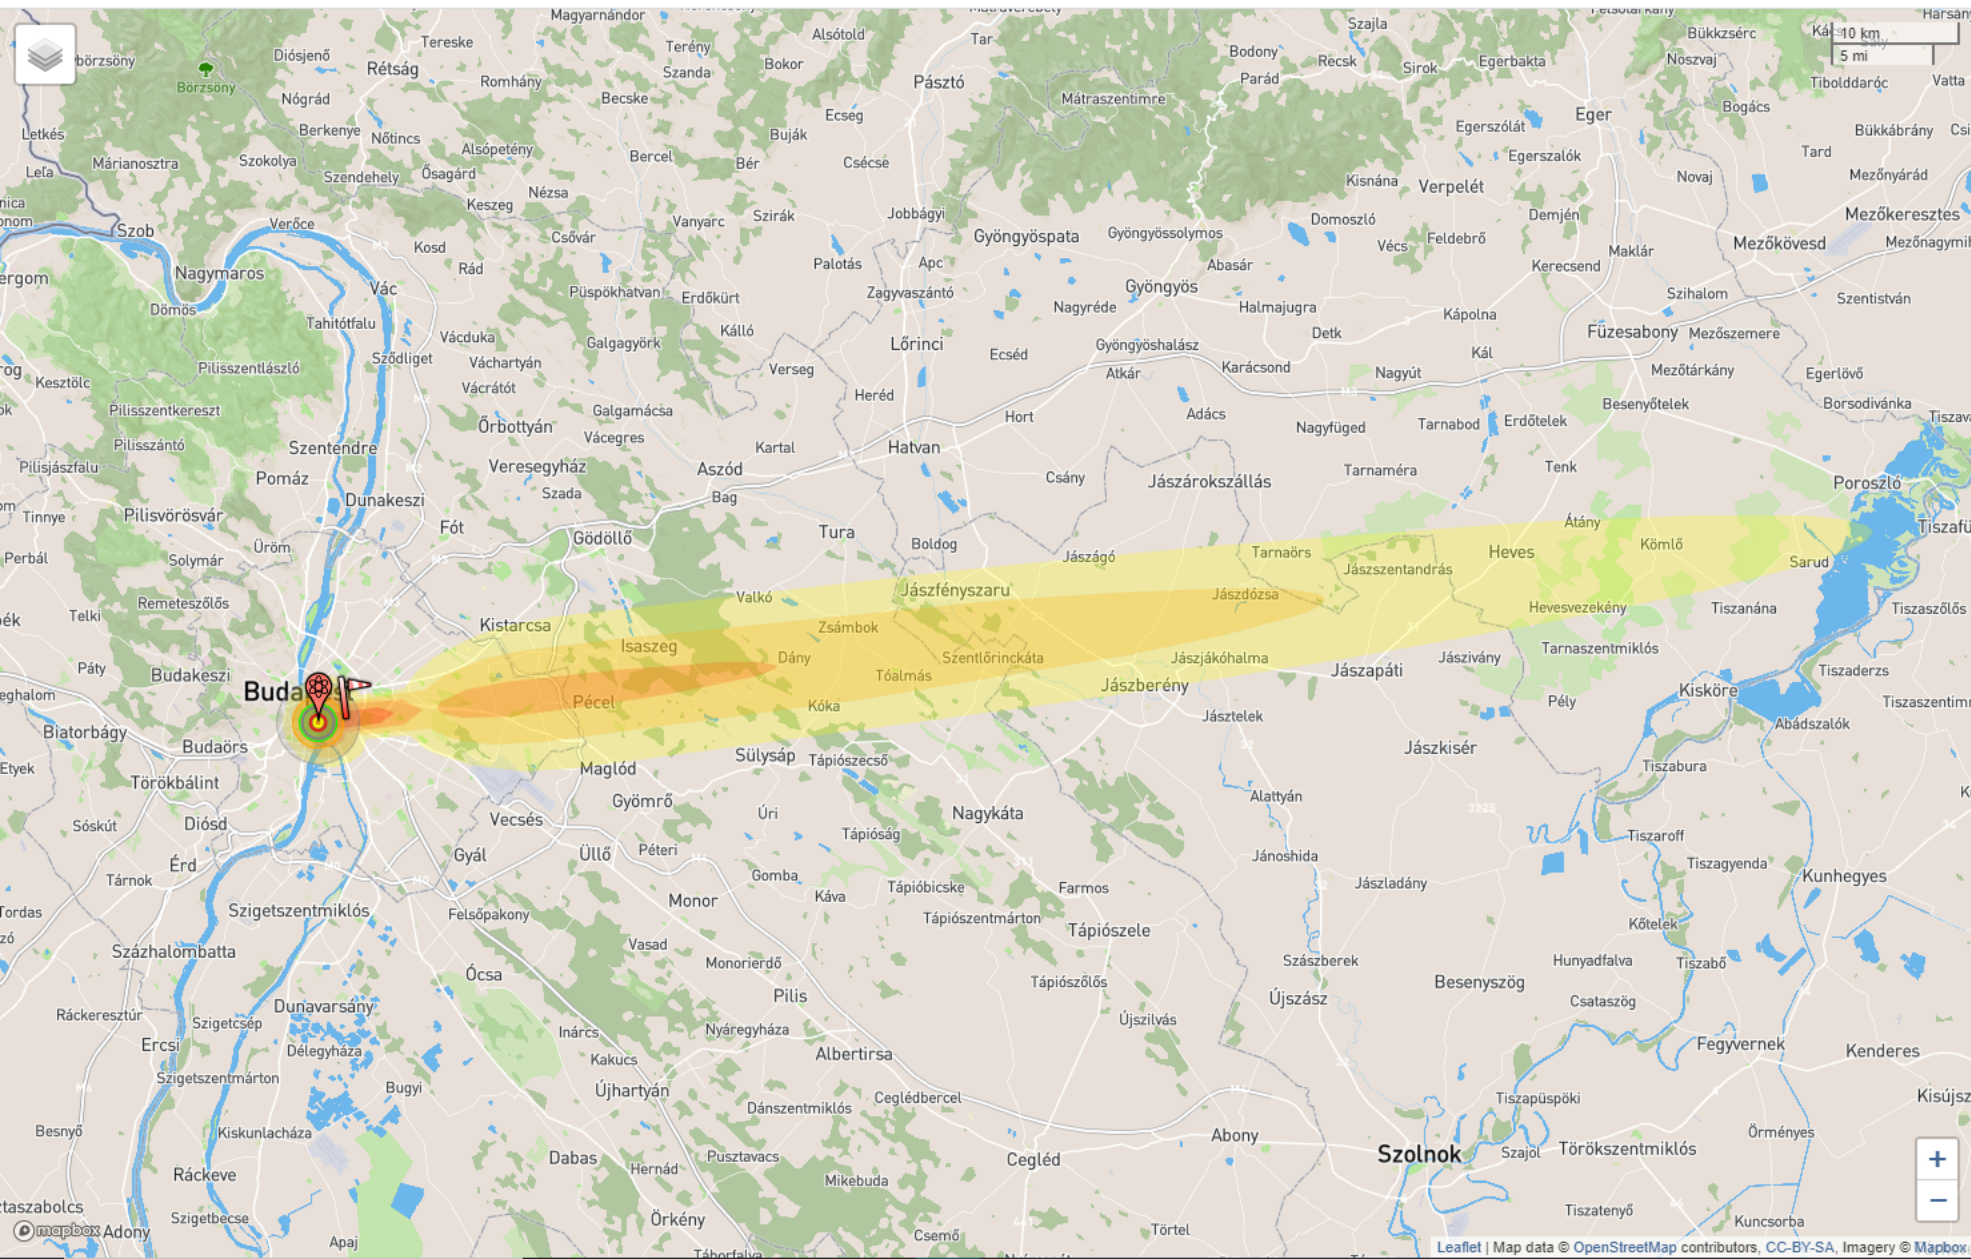 Magyarnándor
Alsótold
Szajla
Bükkzsérc
Tereske
Terény
Tar
10 km
Diósjenő
Rétság
Szanda
Bokor
Bodony
Recsk
Sirok
Egerbakta
Noszvaj
5 mi
Börzsöny
Romhány
Pásztó
Parád
Tibolddaróc
Vatta
Nógrád
Becske
Mátraszentimre
Bogács
Letkés
Berkenye
Nőtincs
Ecseg
Eger
Egerszólát
Bükkábrány
Buják
Márianosztra
Szokolya
Alsópetény
Bercel
Bér
Csécse
Egerszalók
Tard
Leľa
Szendehely
Ősagárd
Nézsa
Kisnána
Verpelét
Novaj
Mezőnyárád
Keszeg
Szirák
Jobbágyi
Domoszló
Demjén
Mezőkeresztes
Szob
Verőce
Kosd
Csővár
Vanyarc
Gyöngyöspata
Gyöngyössolymos
Vécs
Feldebrő
Maklár
Mezőkövesd
Nagymaros
Rád
Palotás
Apc
Abasár
Kerecsend
Vác
Püspökhatvan
Erdőkürt
Zagyvaszántó
Gyöngyös
Szihalom
Szentistván
Dömös
Tahitótfalu
Nagyréde
Halmajugra
Kápolna
Vácduka
Galgagyörk
Kálló
Lőrinci
Detk
Füzesabony
Mezőszemere
Sződliget
Váchartyán
Ecséd
Gyöngyöshalász
Kál
Pilisszentlászló
Verseg
Atkár
Karácsond
Nagyút
Mezőtárkány
Egerlövő
Kesztölc
Vácrátót
Heréd
M3
Pilisszentkereszt
Galgamácsa
Hort
Adács
Besenyőtelek
Borsodivánka
Őrbottyán
Vácegres
Nagyfüged
Tarnabod
Erdőtelek
Pilisszántó
Szentendre
Kartal
Hatvan
Pilisjászfalu
Veresegyház
Aszód
Csány
Jászárokszállás
Tarnaméra
Tenk
Pomáz
Dunakeszi
Szada
Bag
Poroszló
Tinnye
Pilisvörösvár
Fót
Gödöllő
Tura
Boldog
Átány
Perbál
Solymár
Üröm
M3
Jászágó
Tarnaörs
Heves
Kömlő
Sarud
Jászszentandrás
Telki
Remeteszőlős
Valkó
Jászfényszaru
Jászdózsa
Hevesvezekény
Tiszanána
Tiszaszőlős
Kistarcsa
Isaszeg
Zsámbok
Páty
Budakeszi
Dány
Szentlőrinckáta
Jászjákóhalma
Jászapáti
Jászivány
Tarnaszentmiklós
Tiszaderzs
Tóalmás
Jászberény
Kisköre
Pécel
Kóka
Jásztelek
Pély
Abádszalók
Biatorbágy
Budaörs
Sülysáp
Tápiószecső
32
Jászkisér
Etyek
Törökbálint
Maglód
31
Tiszabura
Gyömrő
Úri
Nagykáta
Alattyán
3225
Sóskút
Diósd
Vecsés
Tápióság
Tiszaroff
Érd
Gyál
Üllő
Péteri
311
Jánoshida
Tiszagyenda
Tárnok
Gomba
Káva
Tápióbicske
Farmos
Jászladány
Kunhegyes
Szigetszentmiklós
Felsőpakony
Monor
Tápiószentmárton
Tápiószele
Kőtelek
Százhalombatta
Vasad
Monorierdő
Szászberek
Hunyadfalva
Tiszabő
Ócsa
Pilis
Tápiószőlős
Újszász
Besenyszög
Csataszög
Dunavarsány
Ráckeresztúr
Szigetcsép
Inárcs
Nyáregyháza
Újszilvás
Ercsi
Délegyháza
Kakucs
Albertirsa
Fegyvernek
Kenderes
Szigetszentmárton
Bugyi
Újhartyán
Ceglédbercel
Tiszapüspöki
Dánszentmiklós
Besnyő
Kiskunlacháza
Abony
Szolnok
Szajol
Törökszentmiklós
Örményes
Ráckeve
Dabas
Hernád
Pusztavacs
Cegléd
Mikebuda
Szigetbecse
Örkény
Csemő
Törtel
Tiszatenyő
Kuncsorba
mapbox
Adony
Apaj
+
−
Leaflet | Map data © OpenStreetMap contributors, CC-BY-SA, Imagery © Mapbox